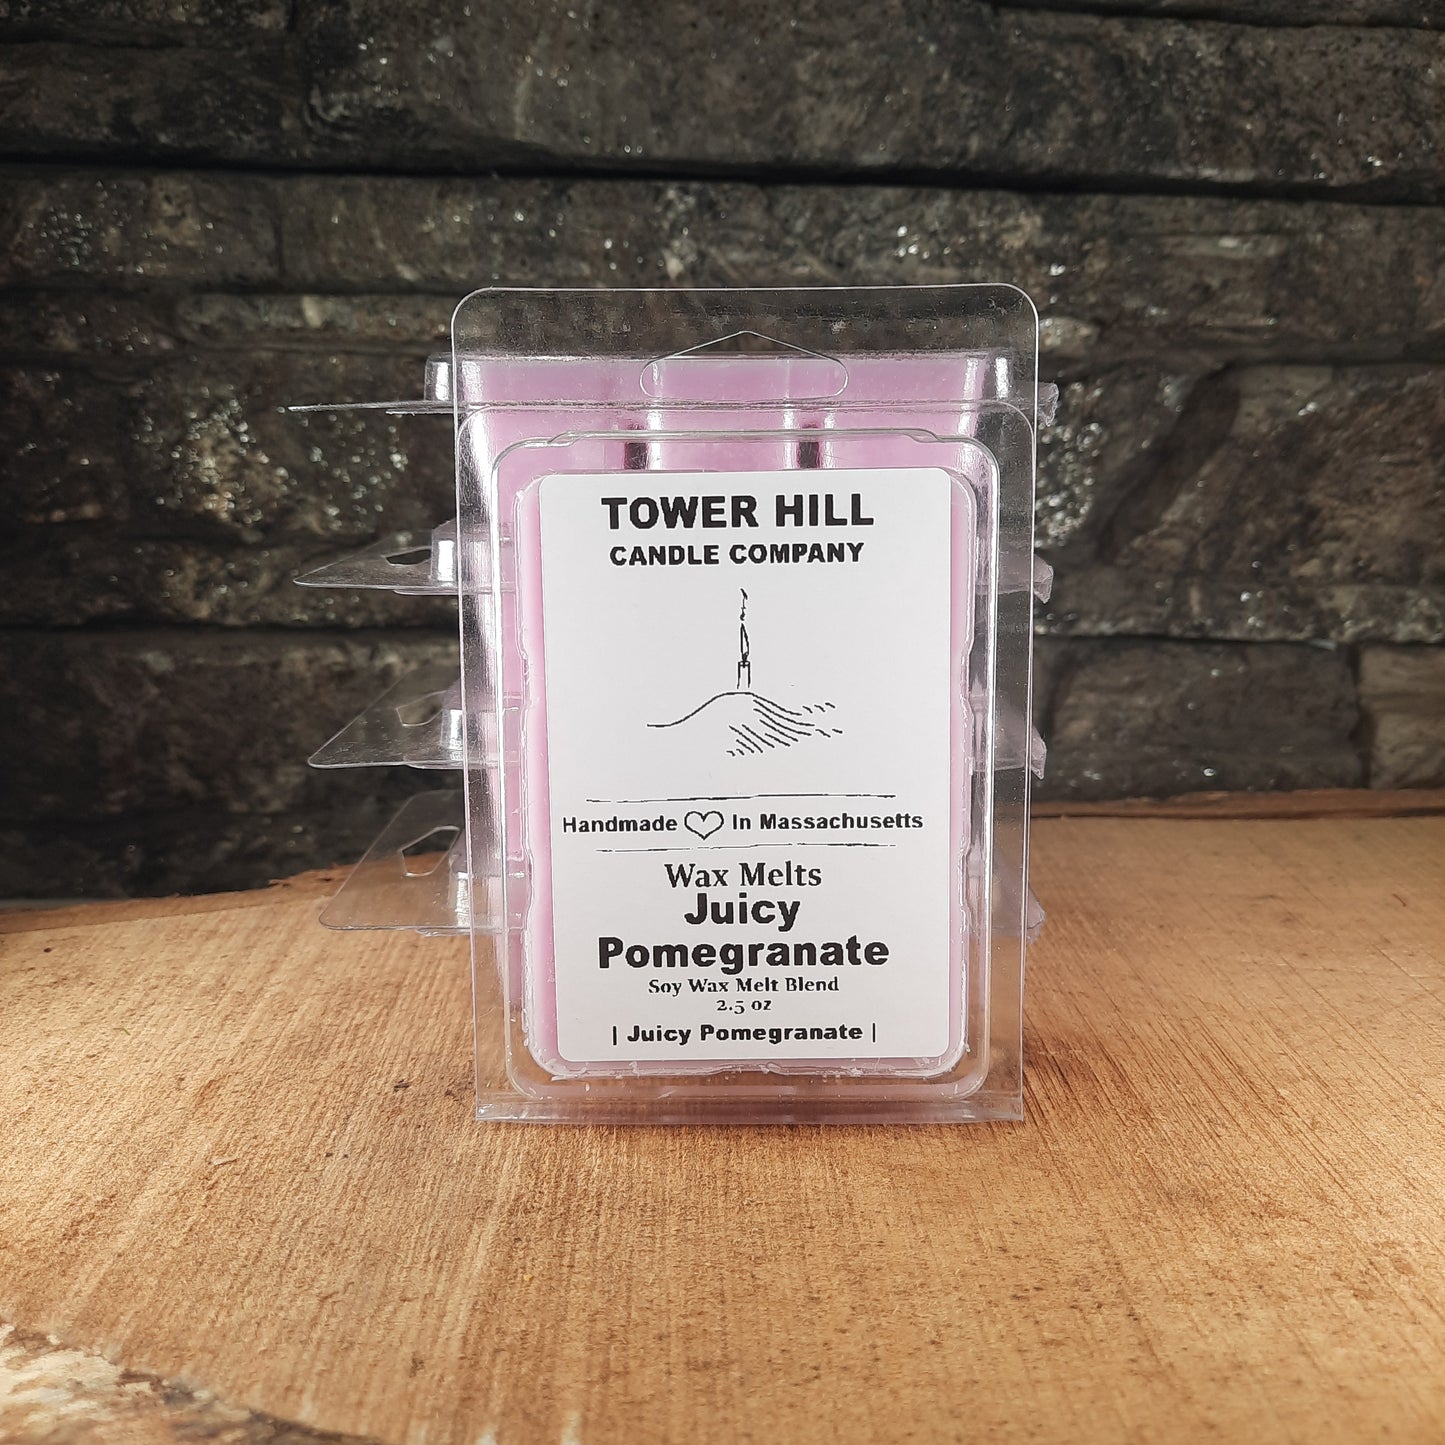 TOWER HILL
CANDLE COMPANY
Handmade ♡ In Massachusetts
Wax Melts
Juicy
Pomegranate
Soy Wax Melt Blend
2.5 oz
| Juicy Pomegranate |